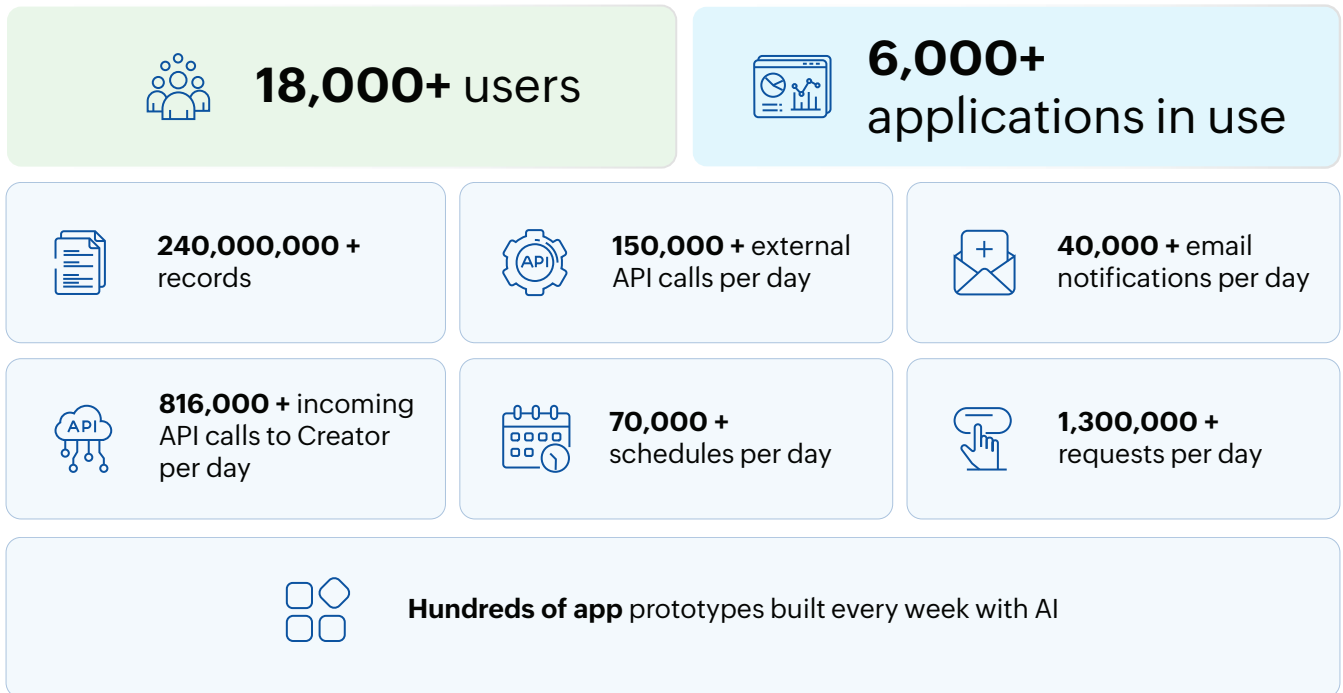 18,000+ users
6,000+
applications in use
240,000,000 +
records
150,000 + external
API calls per day
40,000 + email
notifications per day
816,000 + incoming
API calls to Creator
per day
70,000 +
schedules per day
1,300,000 +
requests per day
Hundreds of app prototypes built every week with AI
API
API